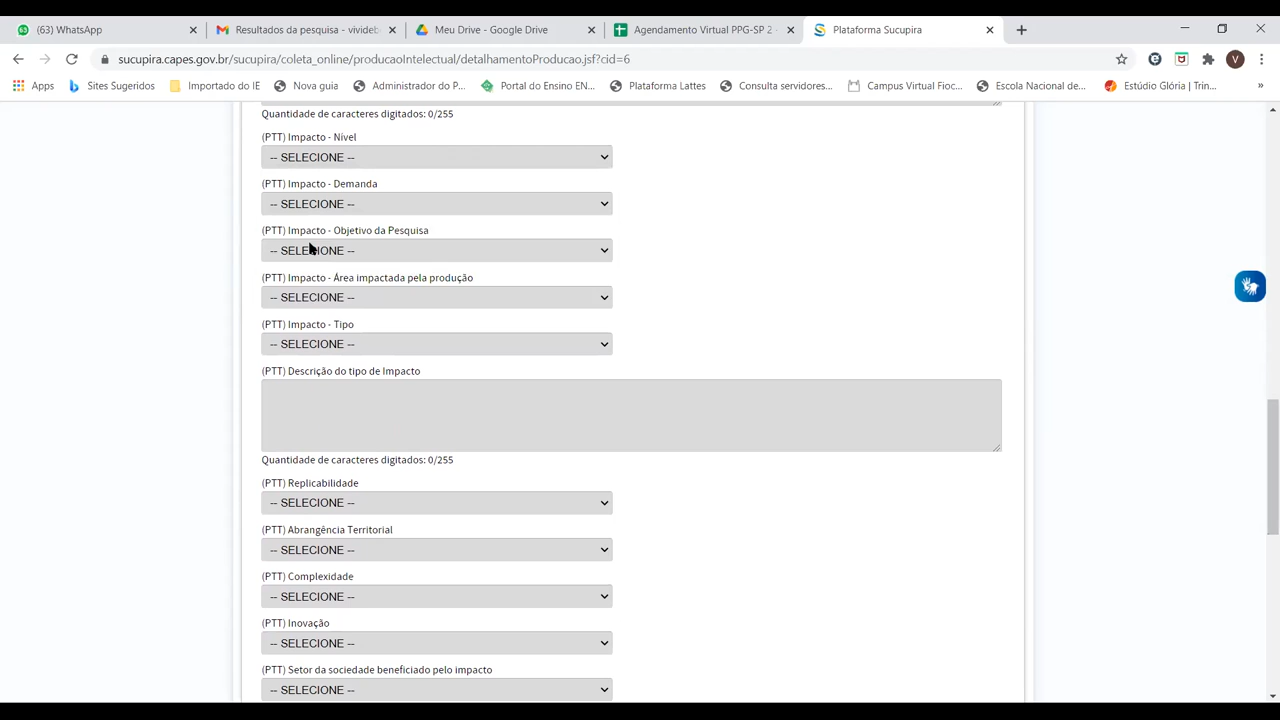 (63) WhatsApp
Resultados da pesquisa - vivideb
Meu Drive - Google Drive
Agendamento Virtual PPG-SP 2
Plataforma Sucupira
sucupira.capes.gov.br/sucupira/coleta_online/producaoIntelectual/detalhamentoProducao.jsf?cid=6
V
Apps
Sites Sugeridos
Importado do IE
Nova guia
Administrador do P...
Portal do Ensino EN...
Plataforma Lattes
Consulta servidores...
Campus Virtual Fioc...
Escola Nacional de...
Estúdio Glória | Trin...
»
Quantidade de caracteres digitados: 0/255
(PTT) Impacto - Nível
-- SELECIONE --
(PTT) Impacto - Demanda
-- SELECIONE --
(PTT) Impacto - Objetivo da Pesquisa
-- SELECIONE --
(PTT) Impacto - Área impactada pela produção
-- SELECIONE --
(PTT) Impacto - Tipo
-- SELECIONE --
(PTT) Descrição do tipo de Impacto
Quantidade de caracteres digitados: 0/255
(PTT) Replicabilidade
-- SELECIONE --
(PTT) Abrangência Territorial
-- SELECIONE --
(PTT) Complexidade
-- SELECIONE --
(PTT) Inovação
-- SELECIONE --
(PTT) Setor da sociedade beneficiado pelo impacto
-- SELECIONE --